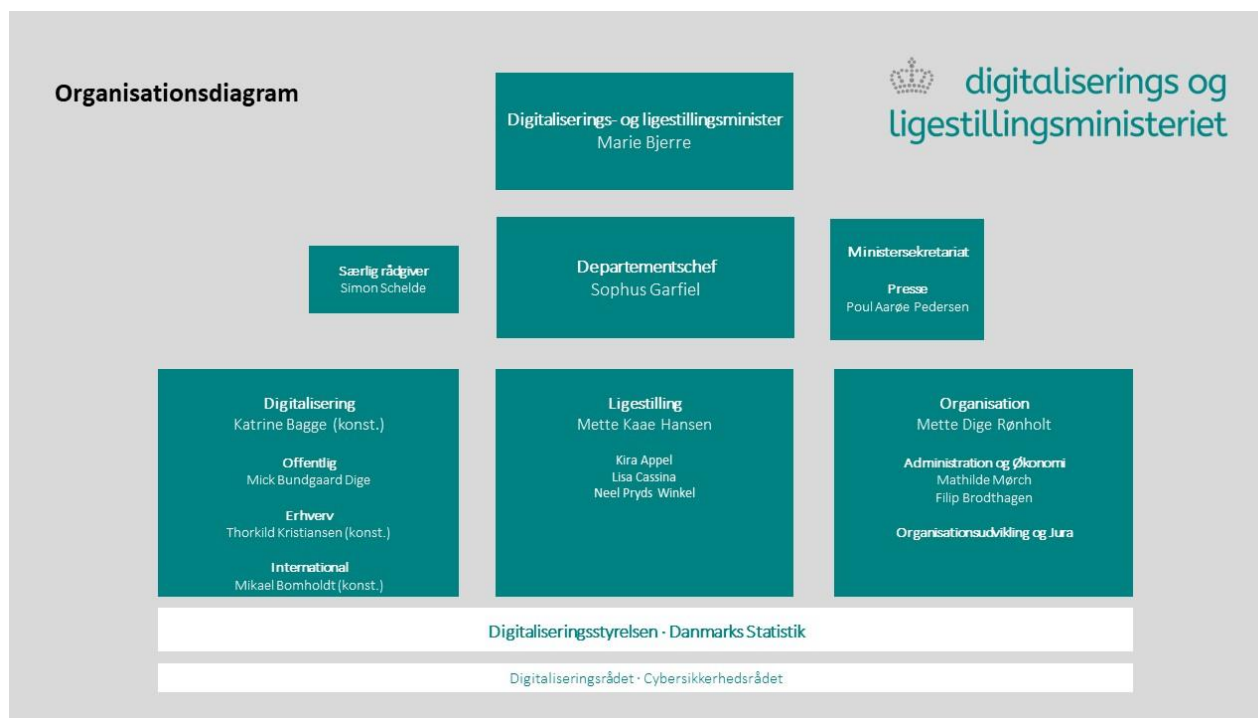 Organisationsdiagram
digitaliserings og
ligestillingsministeriet
Digitaliserings- og ligestillingsminister
Marie Bjerre
Særlig rådgiver
Simon Schelde
Departementschef
Sophus Garfiel
Ministersekretariat
Presse
Poul Aarøe Pedersen
Digitalisering
Katrine Bagge (konst.)
Offentlig
Mick Bundgaard Dige
Erhverv
Thorkild Kristiansen (konst.)
International
Mikael Bomholdt (konst.)
Ligestilling
Mette Kaae Hansen
Kira Appel
Lisa Cassina
Neel Pryds Winkel
Organisation
Mette Dige Rønholt
Administration og Økonomi
Mathilde Mørch
Filip Brodthagen
Organisationsudvikling og Jura
Digitaliseringsstyrelsen · Danmarks Statistik
Digitaliseringsrådet · Cybersikkerhedsrådet